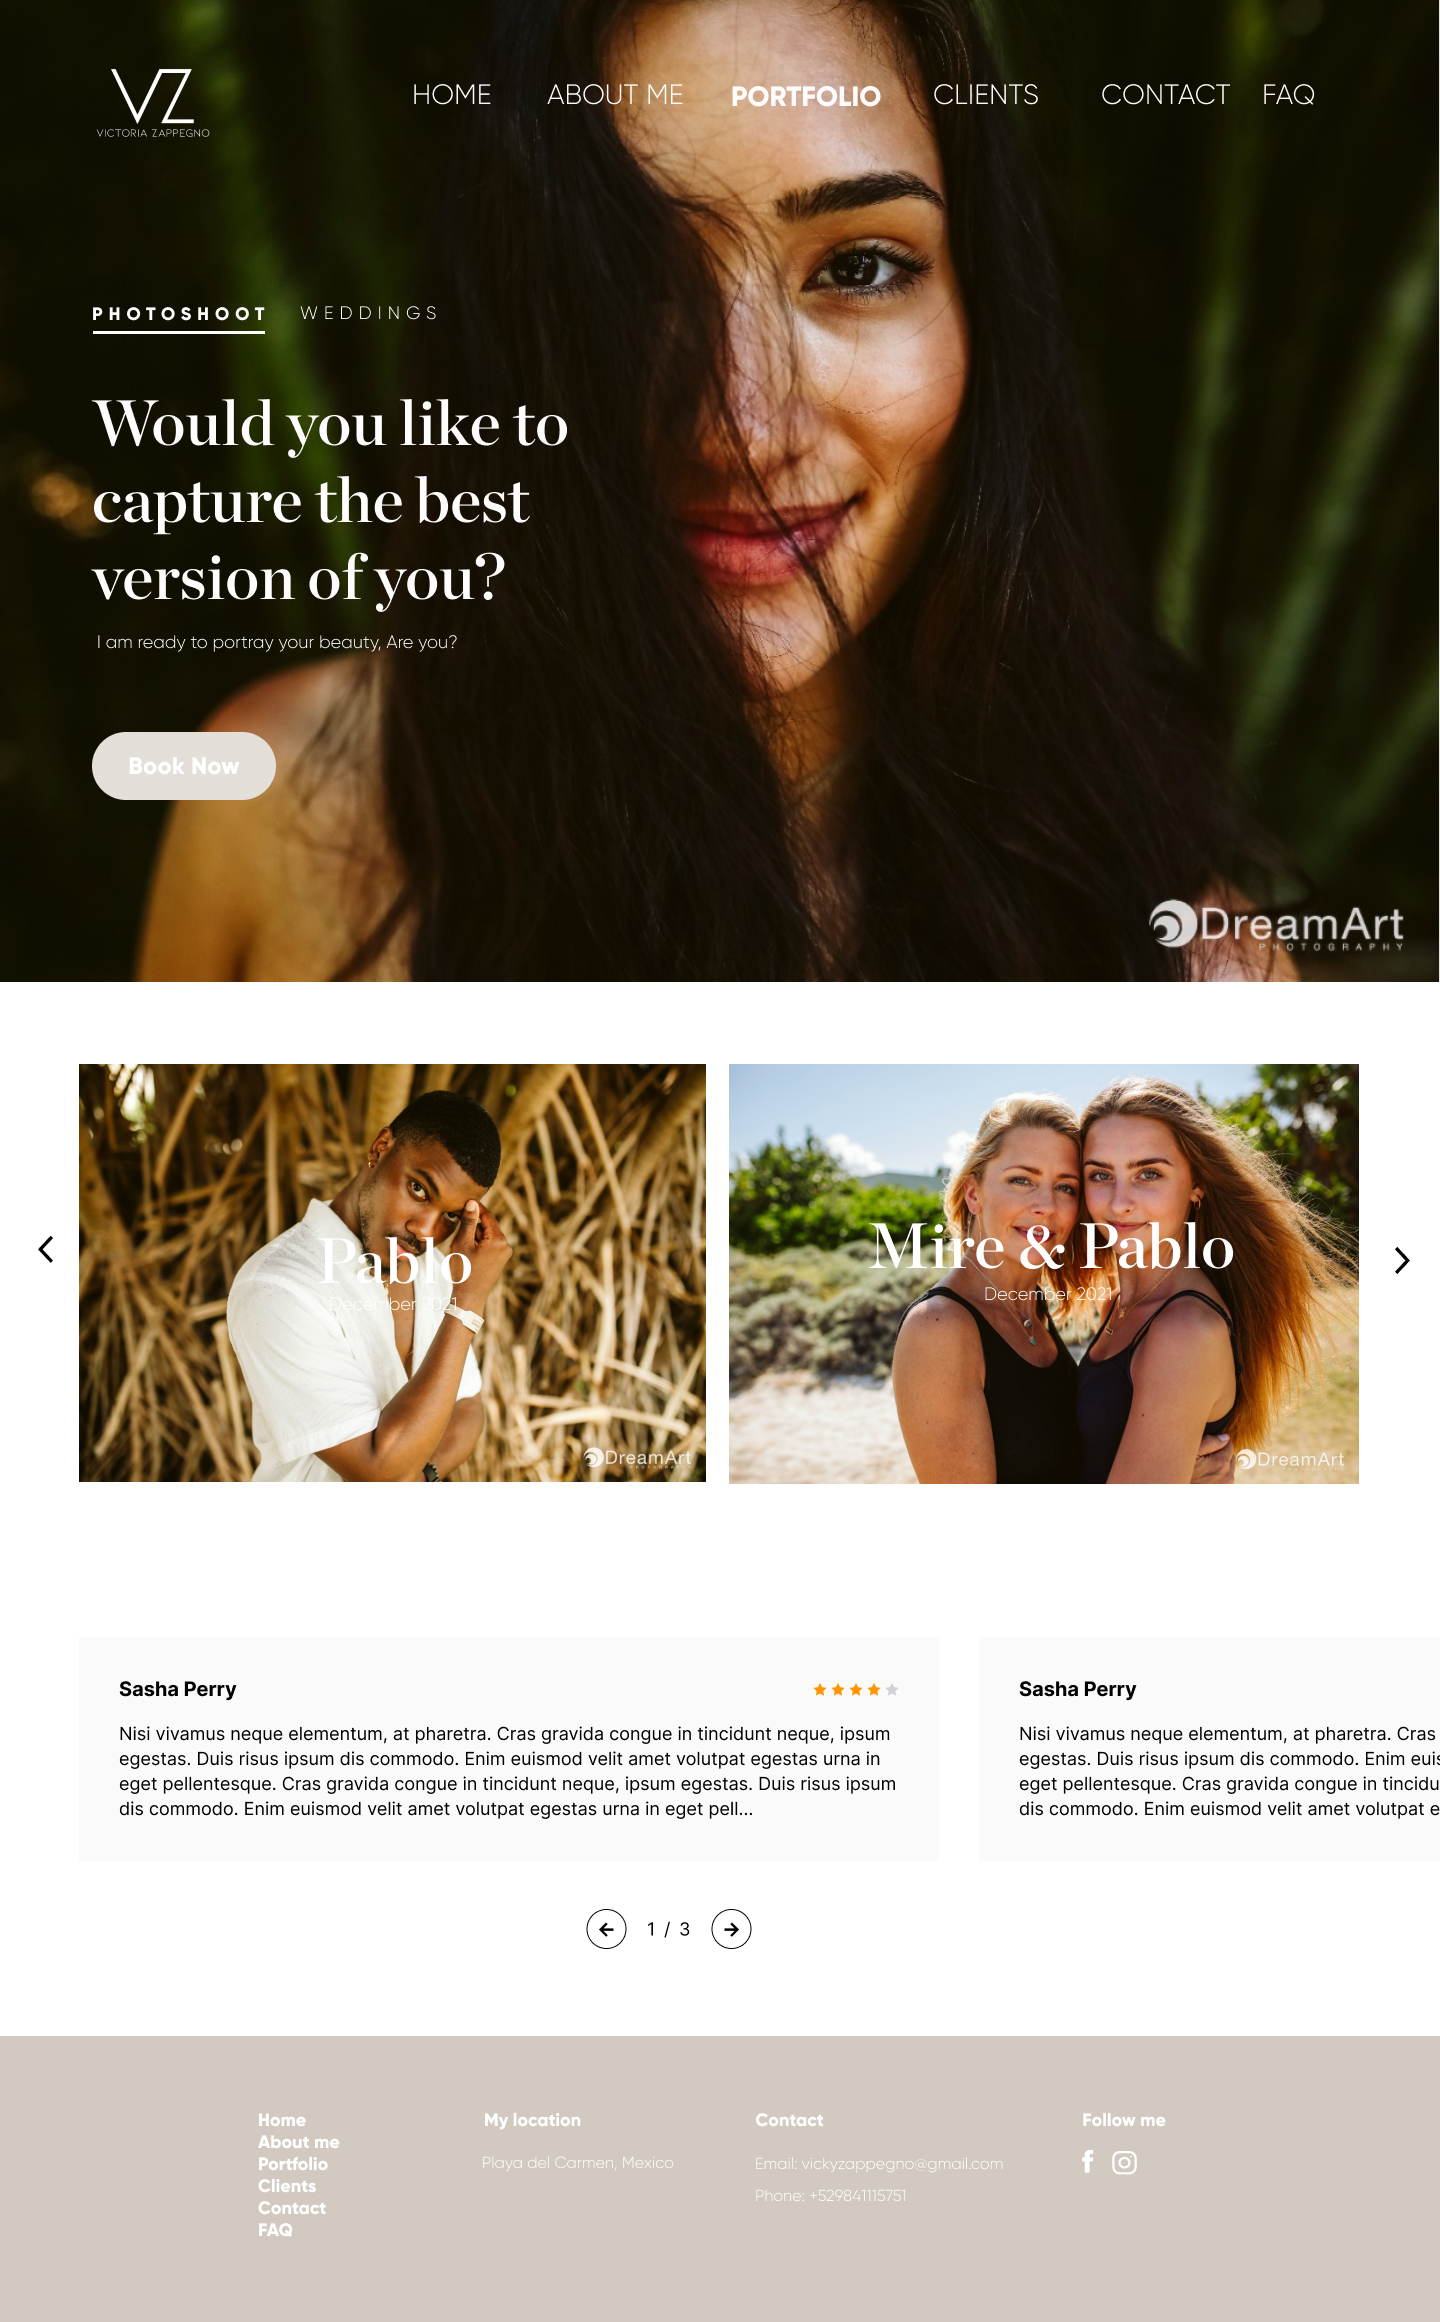 VZ
VICTORIA ZAPPEGNO
HOME ABOUT ME PORTFOLIO CLIENTS CONTACT FAQ
PHOTOSHOOT WEDDINGS
Would you like to
capture the best
version of you?
I am ready to portray your beauty, Are you?
Book Now
DreamArt
PHOTOGRAPHY
Pablo
December 2021
DreamArt
Mire & Pablo
December 2021
DreamArt
Sasha Perry
Nisi vivamus neque elementum, at pharetra. Cras gravida congue in tincidunt neque, ipsum
egestas. Duis risus ipsum dis commodo. Enim euismod velit amet volutpat egestas urna in
eget pellentesque. Cras gravida congue in tincidunt neque, ipsum egestas. Duis risus ipsum
dis commodo. Enim euismod velit amet volutpat egestas urna in eget pell...
Sasha Perry
Nisi vivamus neque elementum, at pharetra. Cras
egestas. Duis risus ipsum dis commodo. Enim euis
eget pellentesque. Cras gravida congue in tincidu
dis commodo. Enim euismod velit amet volutpat e
1 / 3
Home
About me
Portfolio
Clients
Contact
FAQ
My location
Playa del Carmen, Mexico
Contact
Email: vickyzappegno@gmail.com
Phone: +529841115751
Follow me